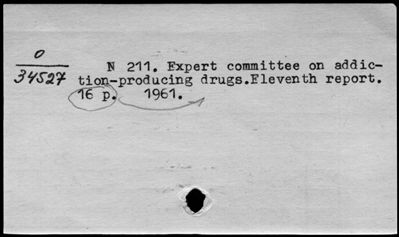 0
34527
N 211. Expert committee on addic-
tion-producing drugs.Eleventh report.
16 p. 1961.